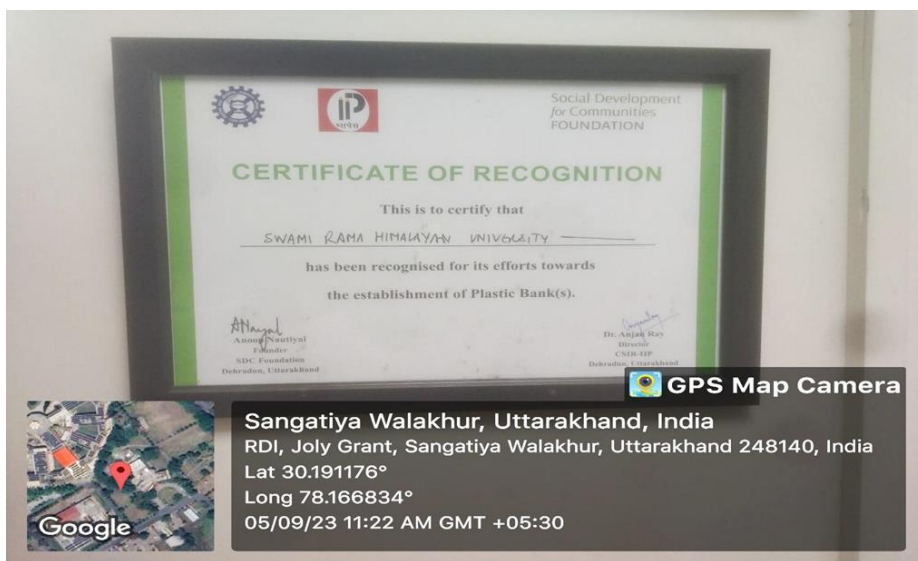 Social Development
for Communities
FOUNDATION
CERTIFICATE OF RECOGNITION
This is to certify that
SWAMI RAMA HIMALAYAN UNIVERSITY
has been recognised for its efforts towards
the establishment of Plastic Bank(s).
Anoop Nautiyal
Founder
SDC Foundation
Dehradun, Uttarakhand
Dr. Anjan Ray
Director
CSIR-IIP
Dehradun, Uttarakhand
GPS Map Camera
Sangatiya Walakhur, Uttarakhand, India
RDI, Joly Grant, Sangatiya Walakhur, Uttarakhand 248140, India
Lat 30.191176°
Long 78.166834°
05/09/23 11:22 AM GMT +05:30
Google